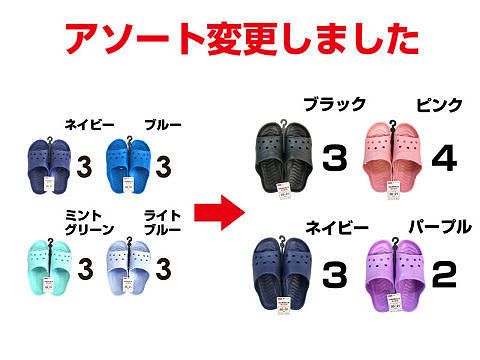 アソート変更しました
ネイビー
3
ブルー
3
ミント
グリーン
3
ライト
ブルー
3
ブラック
3
ピンク
4
ネイビー
3
パープル
2